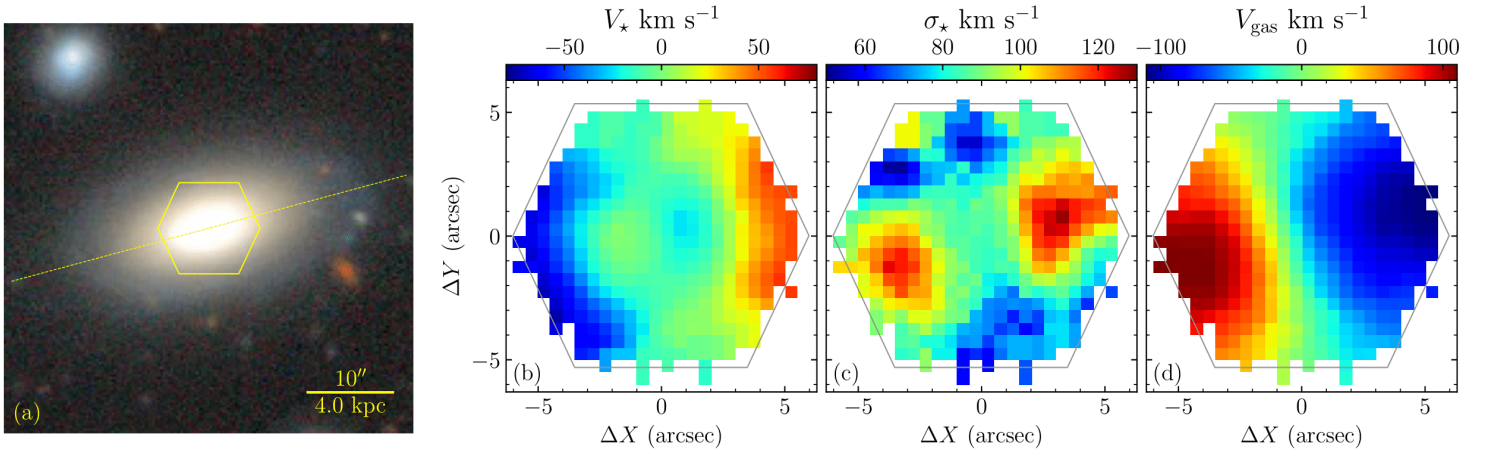 (a)
10″
4.0 kpc
V⋆ km s⁻¹
−50 0 50
5
0
−5
ΔY (arcsec)
(b)
−5 0 5
ΔX (arcsec)
σ⋆ km s⁻¹
60 80 100 120
(c)
−5 0 5
ΔX (arcsec)
Vgas km s⁻¹
−100 0 100
(d)
−5 0 5
ΔX (arcsec)